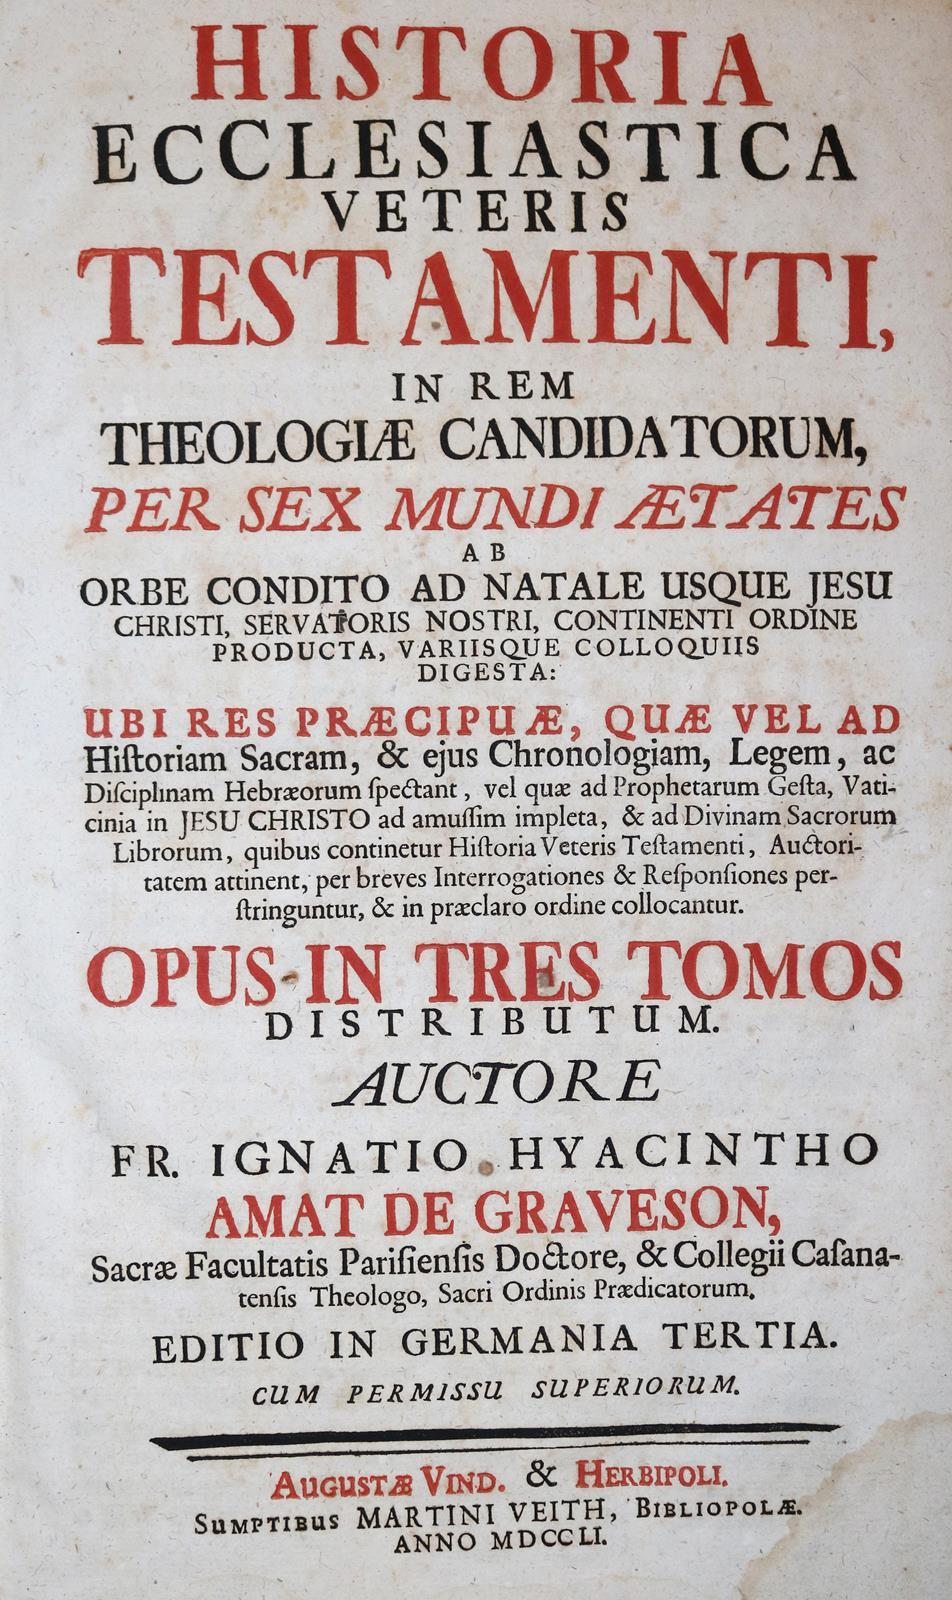 HISTORIA
ECCLESIASTICA
VETERIS
TESTAMENTI,
IN REM
THEOLOGIÆ CANDIDATORUM,
PER SEX MUNDI ÆTATES
AB
ORBE CONDITO AD NATALE USQUE JESU
CHRISTI, SERVATORIS NOSTRI, CONTINENTI ORDINE
PRODUCTA, VARIISQUE COLLOQUIIS
DIGESTA:
UBI RES PRÆCIPUÆ, QUÆ VEL AD
Hiſtoriam Sacram, & ejus Chronologiam, Legem, ac
Diſciplinam Hebræorum ſpectant, vel quæ ad Prophetarum Geſta, Vati-
cinia in JESU CHRISTO ad amuſſim impleta, & ad Divinam Sacrorum
Librorum, quibus continetur Hiſtoria Veteris Teſtamenti, Auctori-
tatem attinent, per breves Interrogationes & Reſponſiones per-
ſtringuntur, & in præclaro ordine collocantur.
OPUS IN TRES TOMOS
DISTRIBUTUM.
AUCTORE
FR. IGNATIO HYACINTHO
AMAT DE GRAVESON,
Sacræ Facultatis Pariſienſis Doctore, & Collegii Caſana-
tenſis Theologo, Sacri Ordinis Prædicatorum.
EDITIO IN GERMANIA TERTIA.
CUM PERMISSU SUPERIORUM.
AUGUSTÆ VIND. & HERBIPOLI.
SUMPTIBUS MARTINI VEITH, BIBLIOPOLÆ.
ANNO MDCCLI.